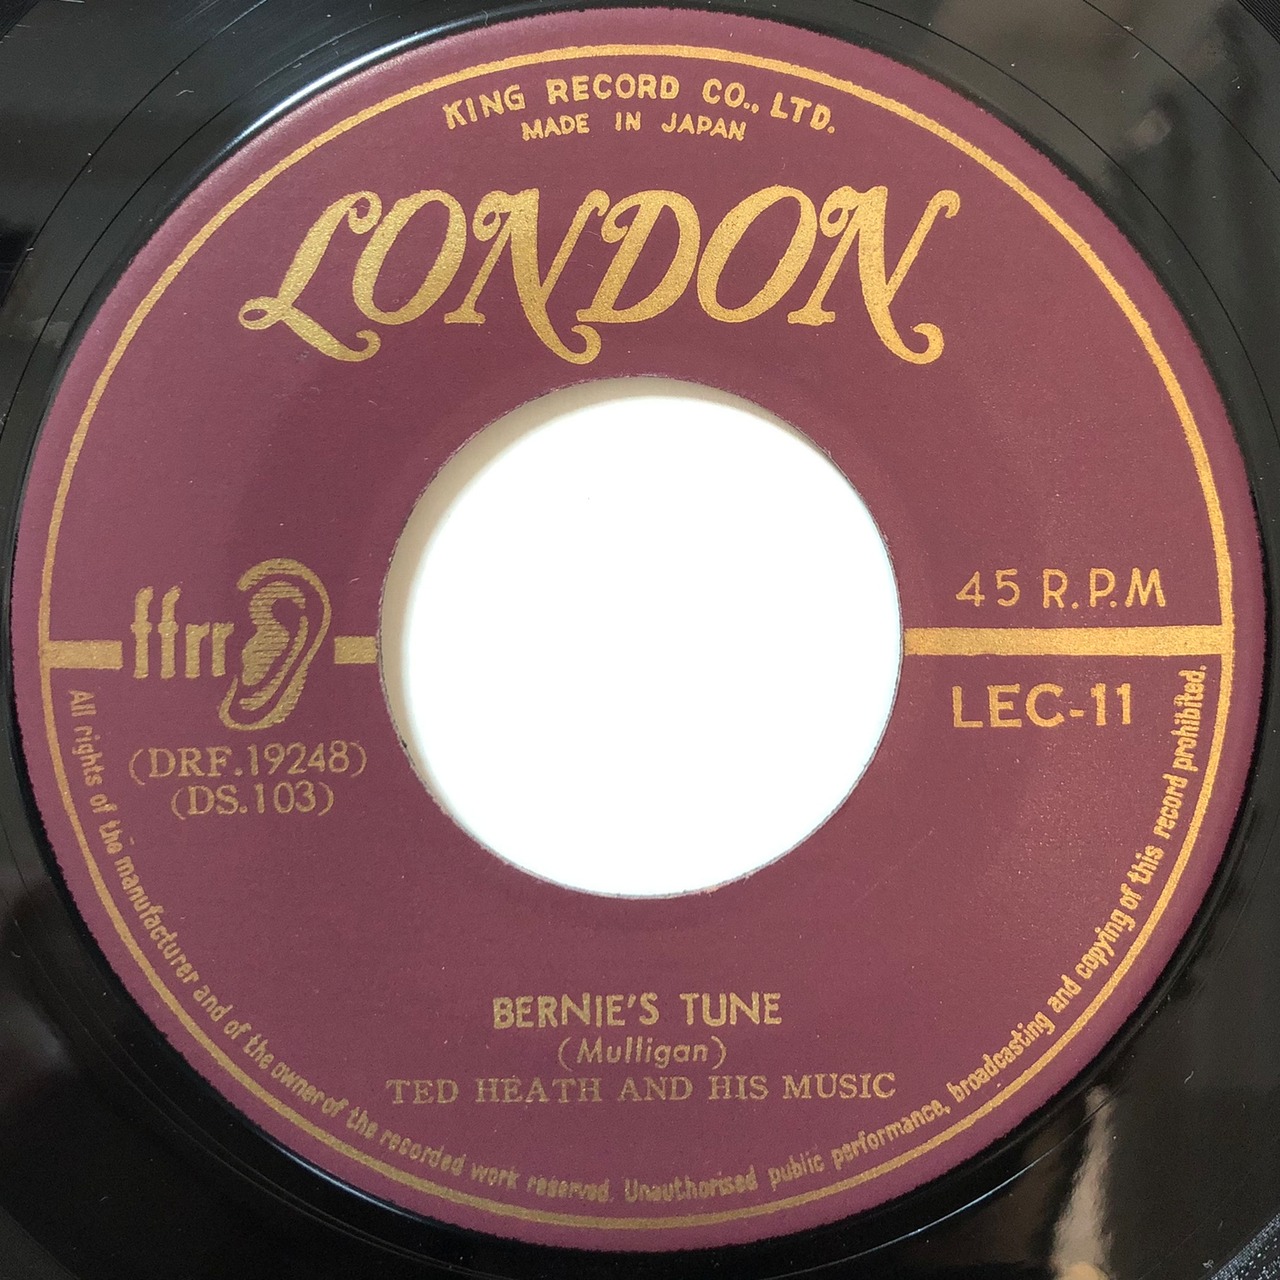 KING RECORD CO., LTD.
MADE IN JAPAN
LONDON
ffrr
45 R.P.M
LEC-11
(DRF.19248)
(DS.103)
BERNIE'S TUNE
(Mulligan)
TED HEATH AND HIS MUSIC
All rights of the manufacturer and of the owner of the recorded work reserved. Unauthorised public performance, broadcasting and copying of this record prohibited.